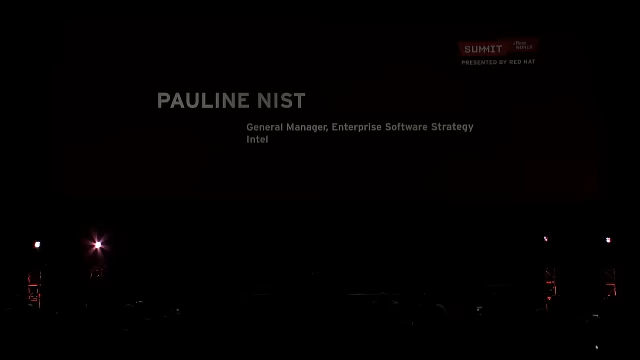 SUMMIT
PRESENTED BY RED HAT
PAULINE NIST
General Manager, Enterprise Software Strategy
Intel